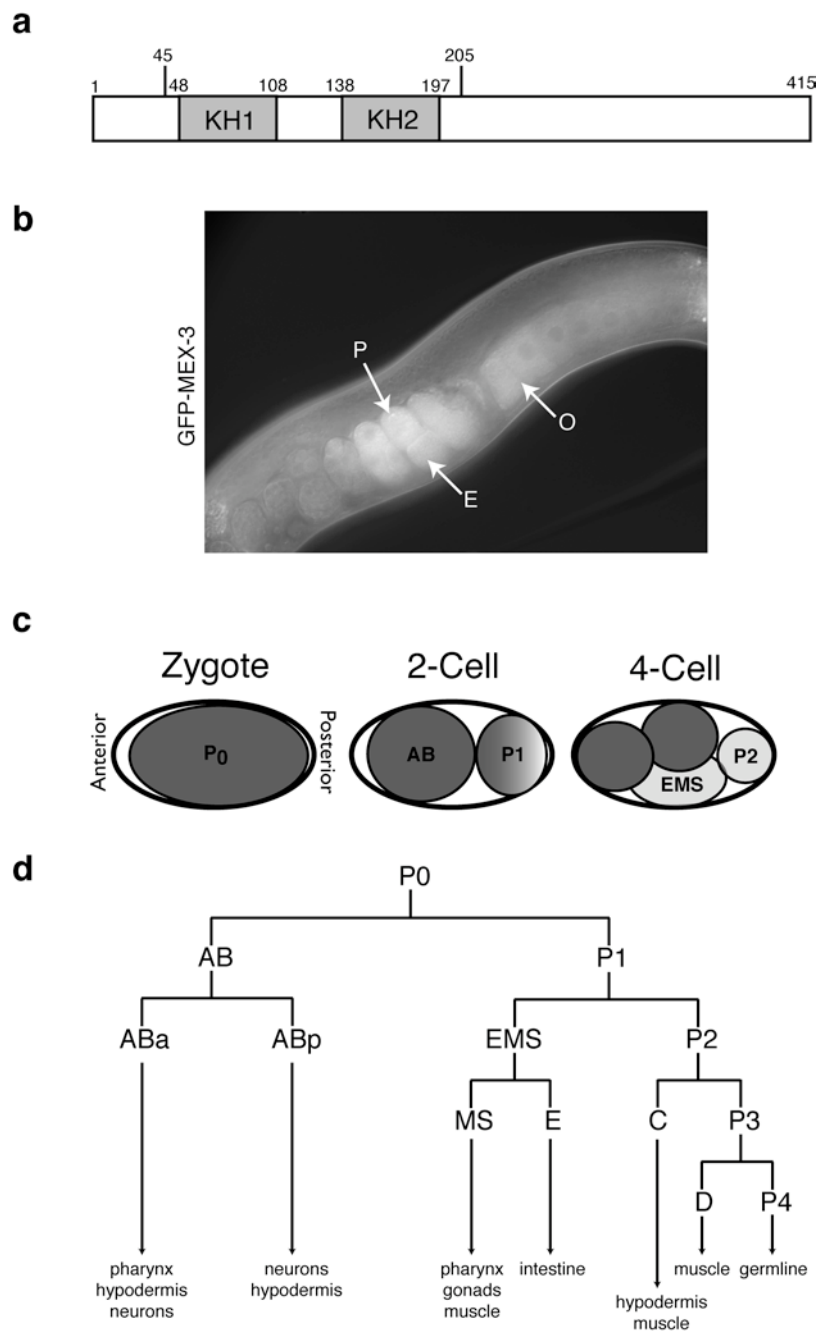 a
45 205
1 48 108 138 197 415
KH1 KH2
b
GFP-MEX-3
P
O
E
c
Zygote 2-Cell 4-Cell
Anterior
P0
Posterior
AB P1
P2
EMS
d
P0
AB P1
ABa ABp EMS P2
MS E C P3
D P4
pharynx neurons pharynx intestine muscle germline
hypodermis hypodermis gonads
neurons muscle
hypodermis
muscle